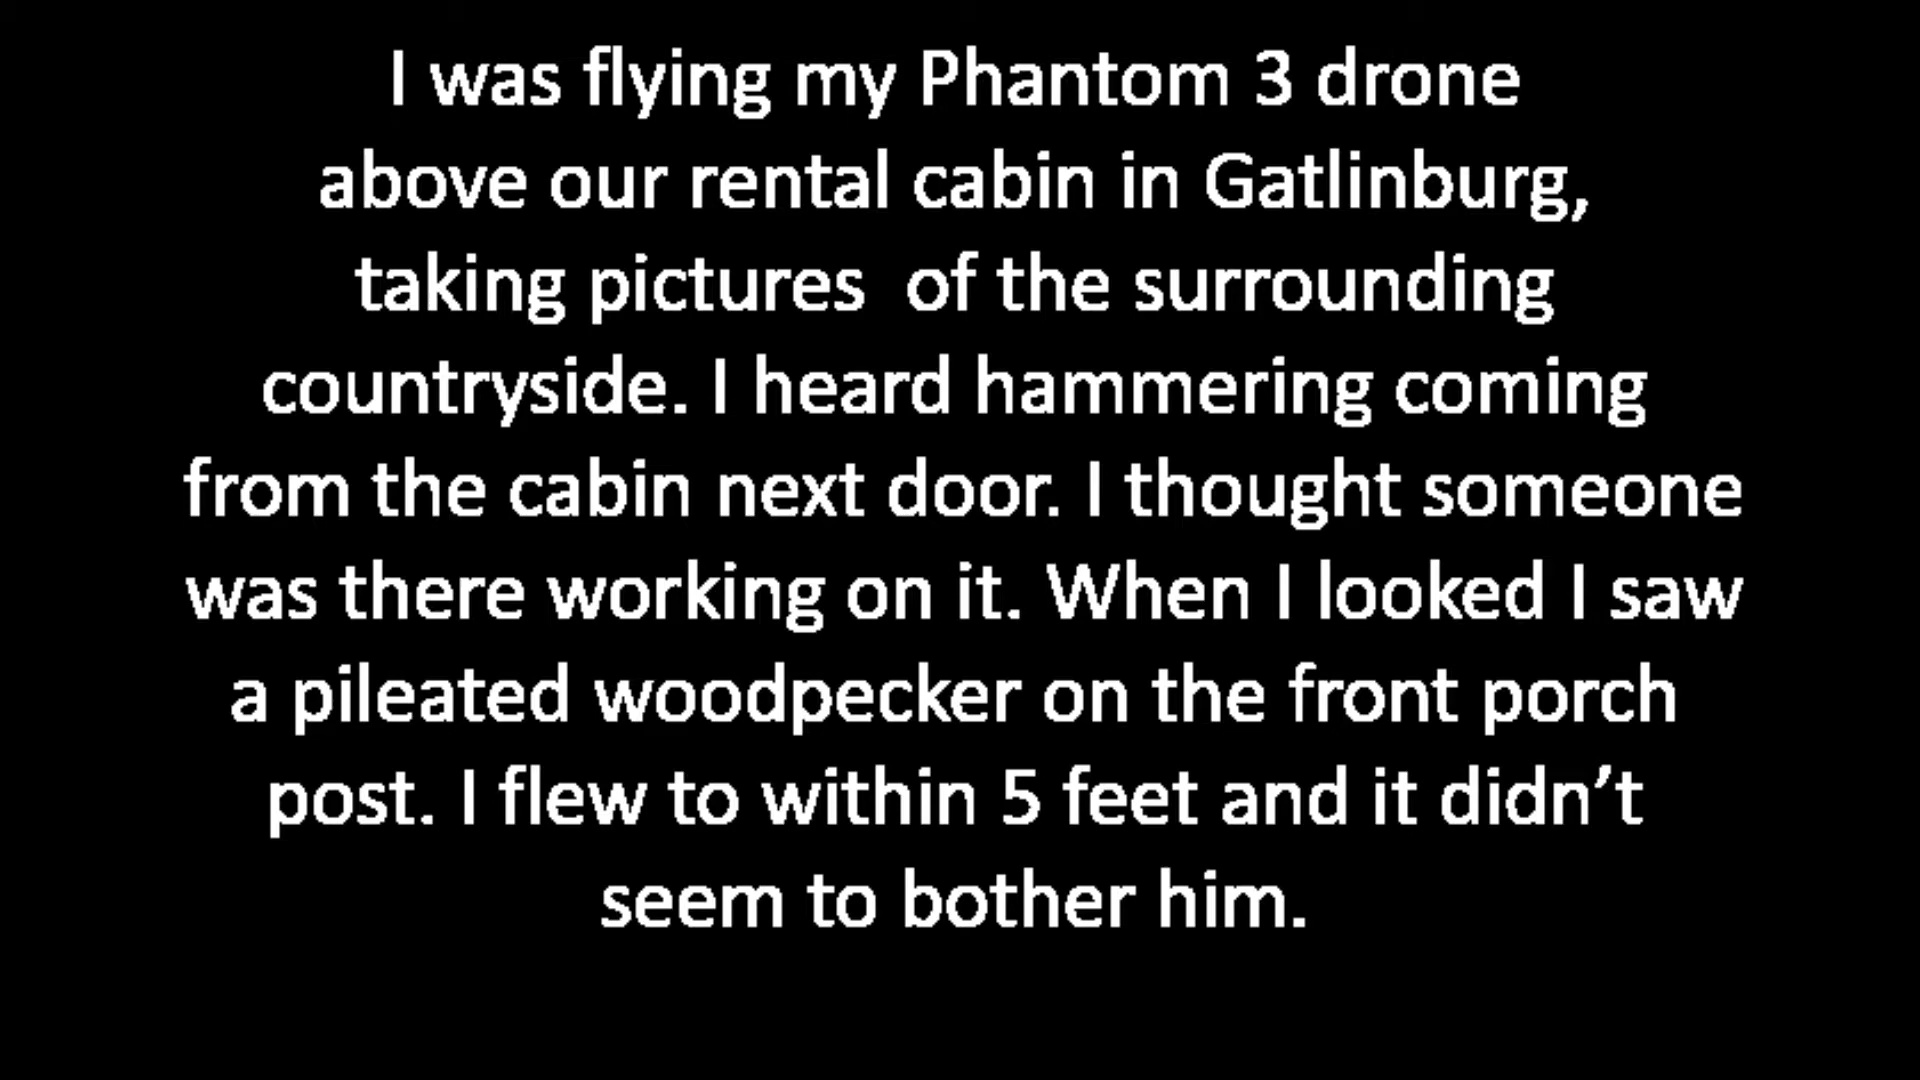 I was flying my Phantom 3 drone
above our rental cabin in Gatlinburg,
taking pictures  of the surrounding
countryside. I heard hammering coming
from the cabin next door. I thought someone
was there working on it. When I looked I saw
a pileated woodpecker on the front porch
post. I flew to within 5 feet and it didn’t
seem to bother him.